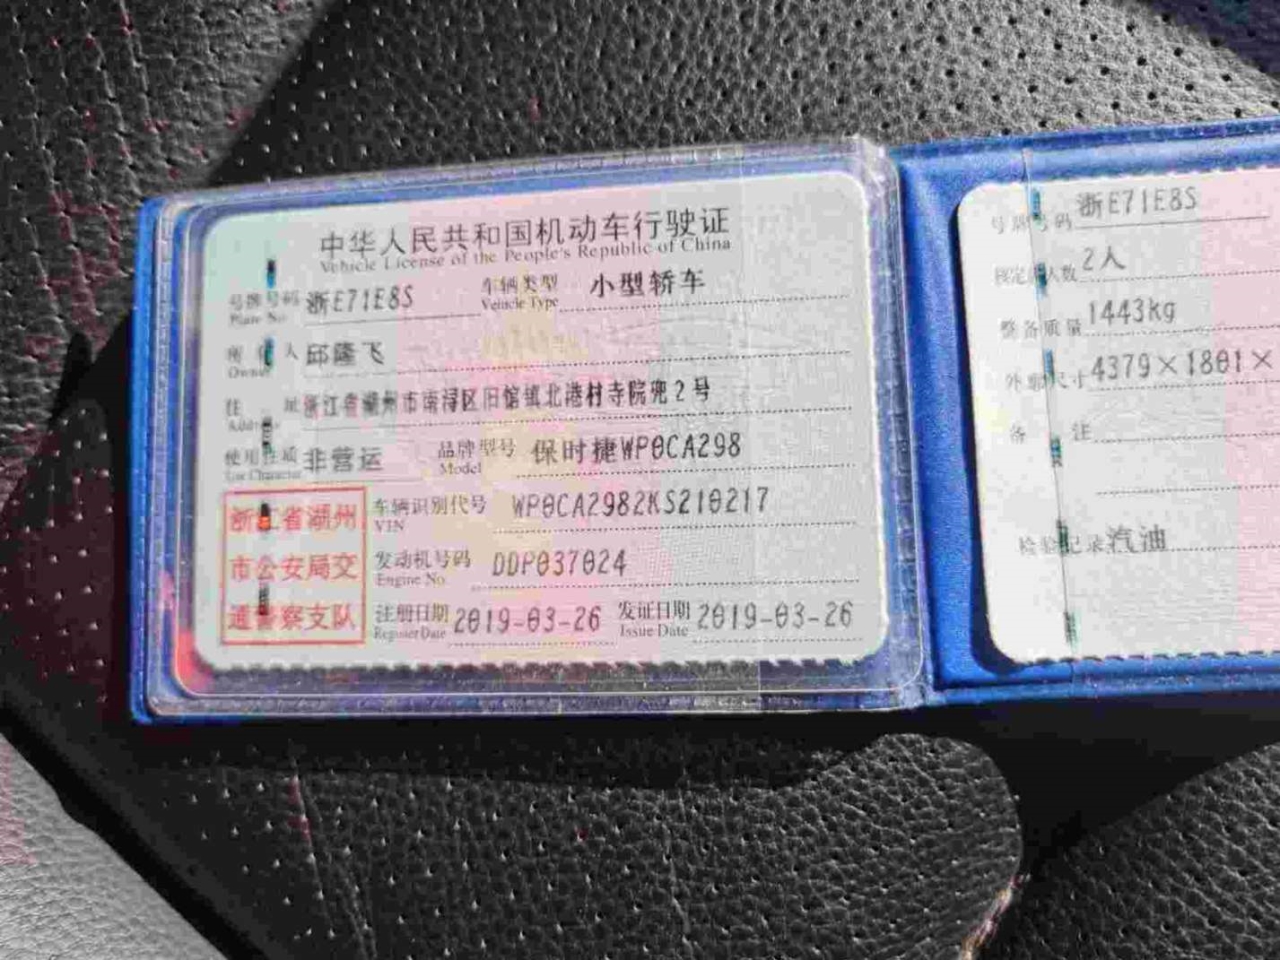 中华人民共和国机动车行驶证
Vehicle License of the People's Republic of China
号牌号码 浙E71E8S 车辆类型 小型轿车
Plate No. Vehicle Type
所有人 邱隆飞
Owner
住址 浙江省湖州市南浔区旧馆镇北港村寺院兜2号
Address
使用性质 非营运 品牌型号 保时捷WP0CA298
Use Character Model
浙江省湖州
市公安局交
通警察支队
车辆识别代号 WP0CA2982KS210217
VIN
发动机号码 DDP037024
Engine No.
注册日期 2019-03-26 发证日期 2019-03-26
Register Date Issue Date
号牌号码 浙E71E8S
核定载人数 2人
整备质量 1443kg
外廓尺寸 4379×1801×
备注
检验记录 汽油